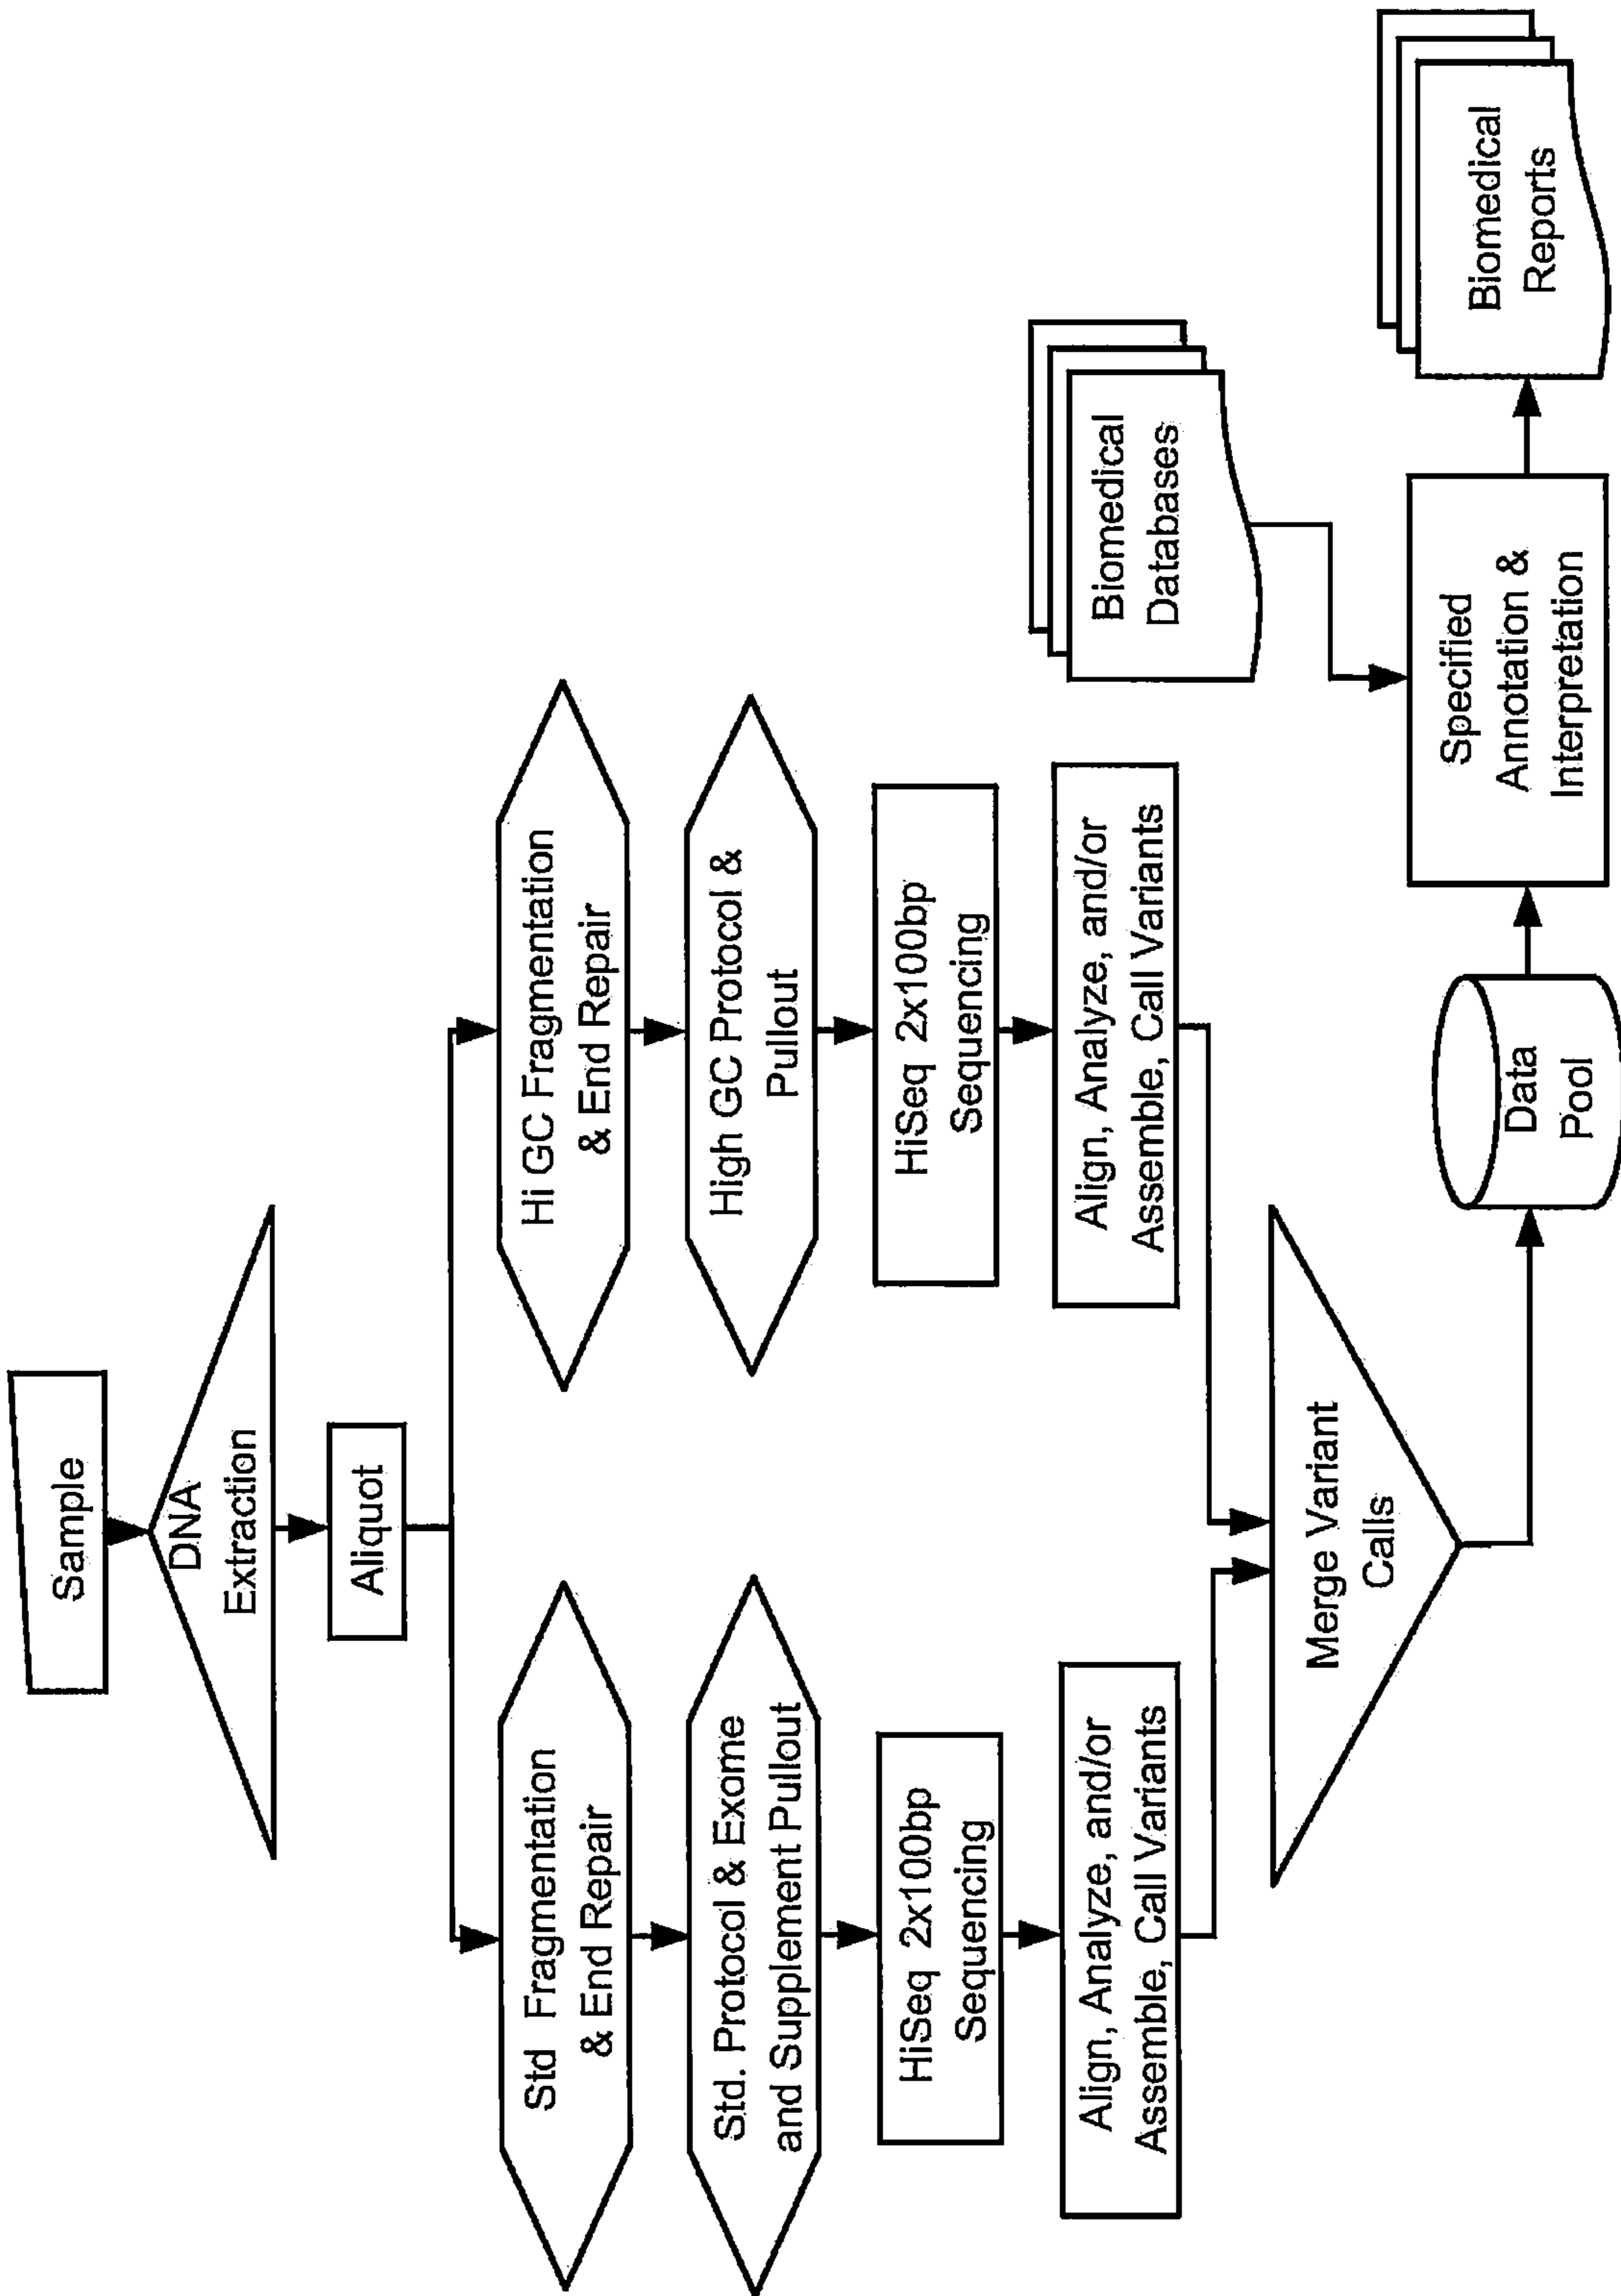 Sample
DNA
Extraction
Aliquot
Std Fragmentation
& End Repair
Hi GC Fragmentation
& End Repair
Std. Protocol & Exome
and Supplement Pullout
High GC Protocol &
Pullout
HiSeq 2x100bp
Sequencing
HiSeq 2x100bp
Sequencing
Align, Analyze, and/or
Assemble, Call Variants
Align, Analyze, and/or
Assemble, Call Variants
Merge Variant
Calls
Biomedical
Databases
Data
Pool
Specified
Annotation &
Interpretation
Biomedical
Reports